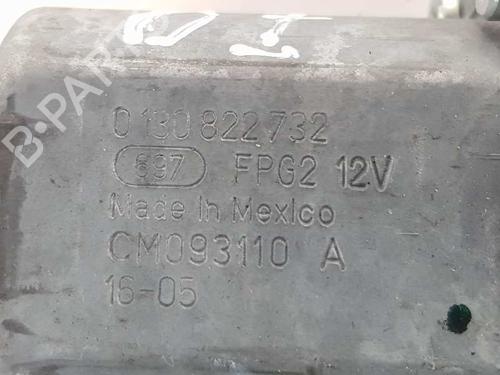 B-PARTS
0 130 822 732
697 FPG2 12V
Made in Mexico
CM093110 A
16-05